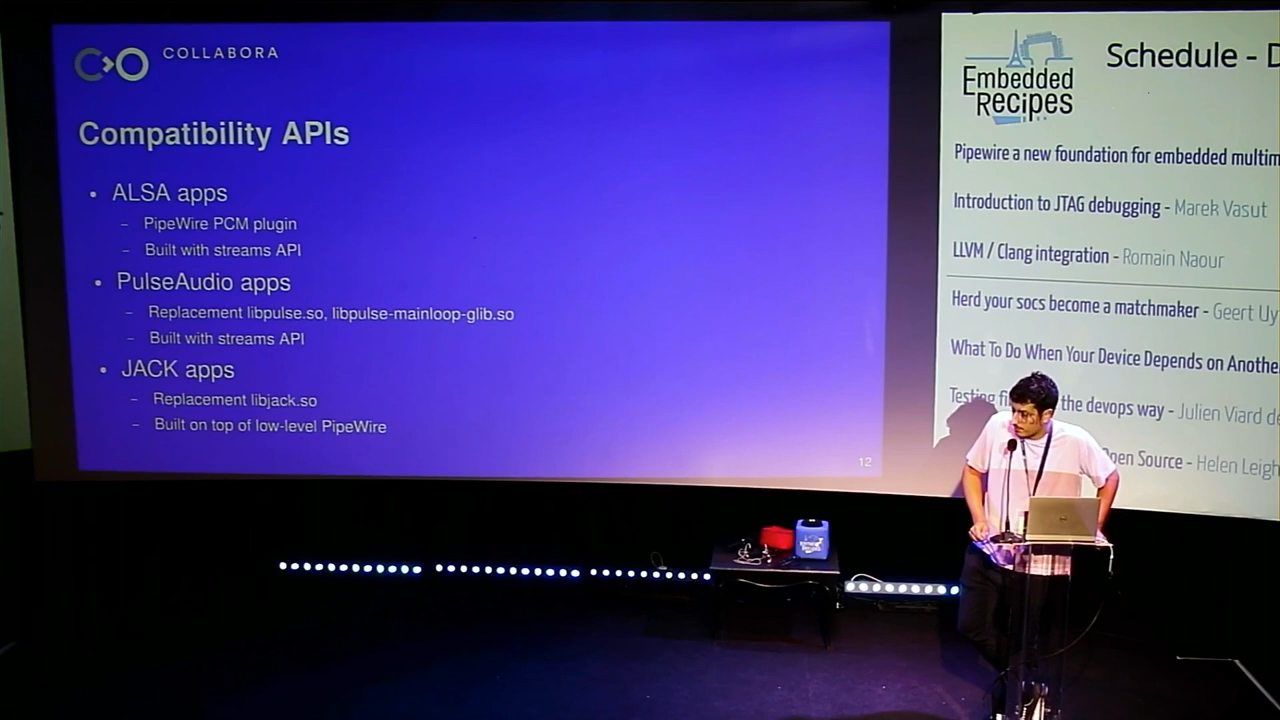 COLLABORA
Compatibility APIs
• ALSA apps
– PipeWire PCM plugin
– Built with streams API
• PulseAudio apps
– Replacement libpulse.so, libpulse-mainloop-glib.so
– Built with streams API
• JACK apps
– Replacement libjack.so
– Built on top of low-level PipeWire
12
Embedded
Recipes
Schedule -
Pipewire a new foundation for embedded
Introduction to JTAG debugging - Marek Vasut
LLVM / Clang integration - Romain Naour
Herd your socs become a matchmaker - Geert
What To Do When Your Device Depends on
Testing the devops way - Julien Viard
Open Source - Helen Leigh